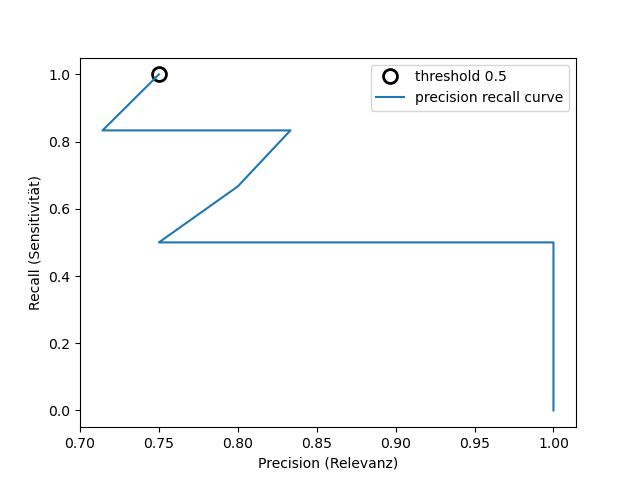 threshold 0.5
precision recall curve
1.0
0.8
0.6
0.4
0.2
0.0
Recall (Sensitivität)
0.70 0.75 0.80 0.85 0.90 0.95 1.00
Precision (Relevanz)